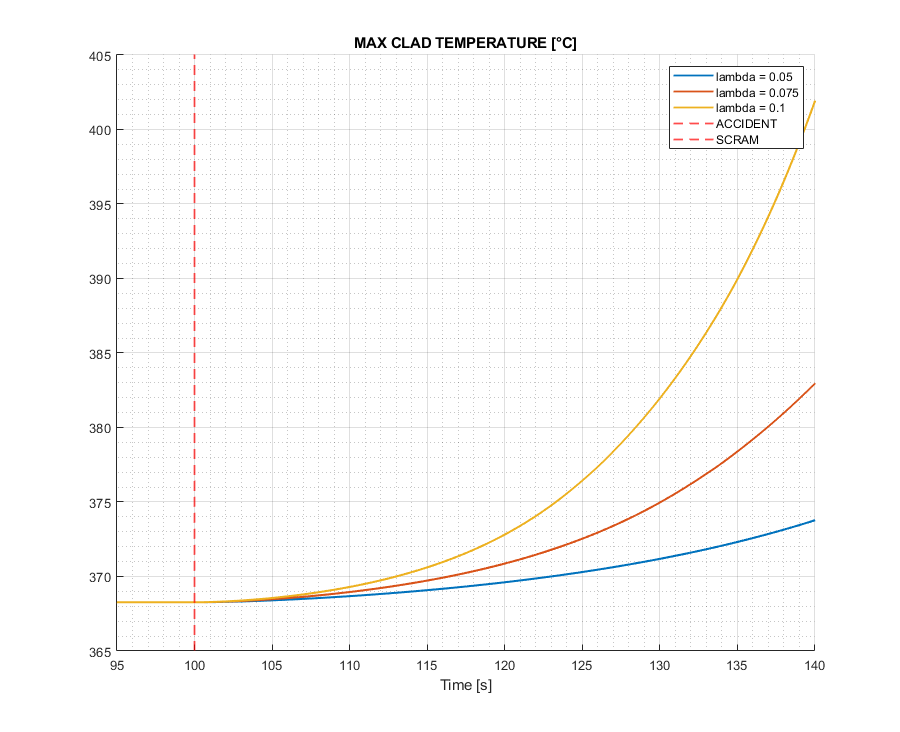 MAX CLAD TEMPERATURE [°C]
405
400
395
390
385
380
375
370
365
lambda = 0.05
lambda = 0.075
lambda = 0.1
ACCIDENT
SCRAM
95 100 105 110 115 120 125 130 135 140
Time [s]